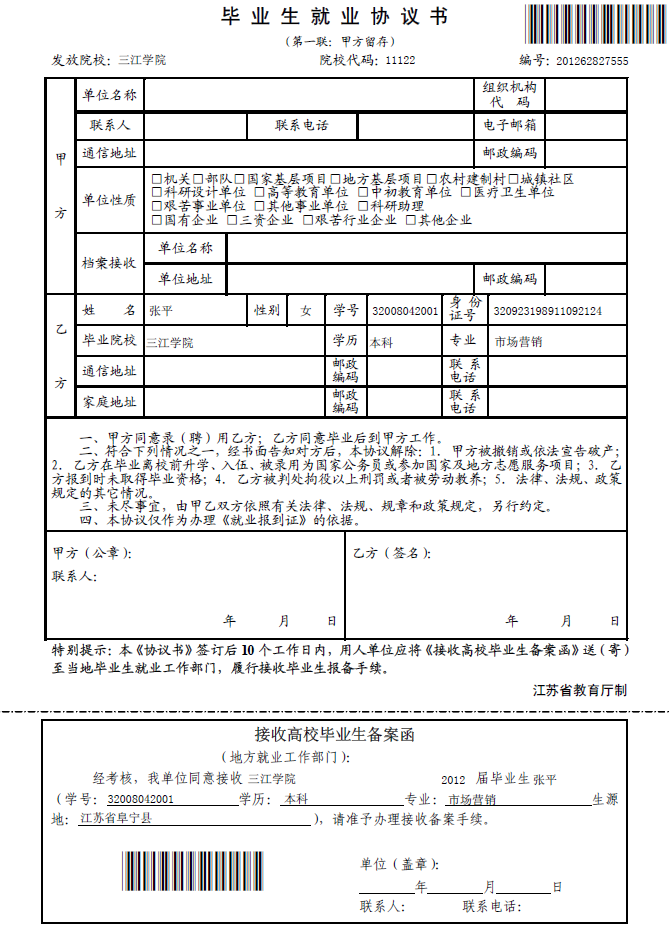 毕业生就业协议书
（第一联：甲方留存）
发放院校：三江学院 院校代码：11122 编号：201262827555
甲方
单位名称 组织机构代码
联系人 联系电话 电子邮箱
通信地址 邮政编码
单位性质
□机关□部队□国家基层项目□地方基层项目□农村建制村□城镇社区
□科研设计单位 □高等教育单位 □中初教育单位 □医疗卫生单位
□艰苦事业单位 □其他事业单位 □科研助理
□国有企业 □三资企业 □艰苦行业企业 □其他企业
档案接收
单位名称
单位地址 邮政编码
乙方
姓名 张平 性别 女 学号 32008042001 身份证号 320923198911092124
毕业院校 三江学院 学历 本科 专业 市场营销
通信地址 邮政编码 联系电话
家庭地址 邮政编码 联系电话
一、甲方同意录（聘）用乙方；乙方同意毕业后到甲方工作。
二、符合下列情况之一，经书面告知对方后，本协议解除：1．甲方被撤销或依法宣告破产；
2．乙方在毕业离校前升学、入伍、被录用为国家公务员或参加国家及地方志愿服务项目；3．乙
方报到时未取得毕业资格；4．乙方被判处拘役以上刑罚或者被劳动教养；5．法律、法规、政策
规定的其它情况。
三、未尽事宜，由甲乙双方依照有关法律、法规、规章和政策规定，另行约定。
四、本协议仅作为办理《就业报到证》的依据。
甲方（公章）： 乙方（签名）：
联系人：
年 月 日 年 月 日
特别提示：本《协议书》签订后10个工作日内，用人单位应将《接收高校毕业生备案函》送（寄）
至当地毕业生就业工作部门，履行接收毕业生报备手续。
江苏省教育厅制
接收高校毕业生备案函
（地方就业工作部门）：
经考核，我单位同意接收 三江学院 2012 届毕业生 张平
（学号：32008042001 学历：本科 专业：市场营销 生源
地：江苏省阜宁县 ），请准予办理接收备案手续。
单位（盖章）：
年 月 日
联系人： 联系电话：